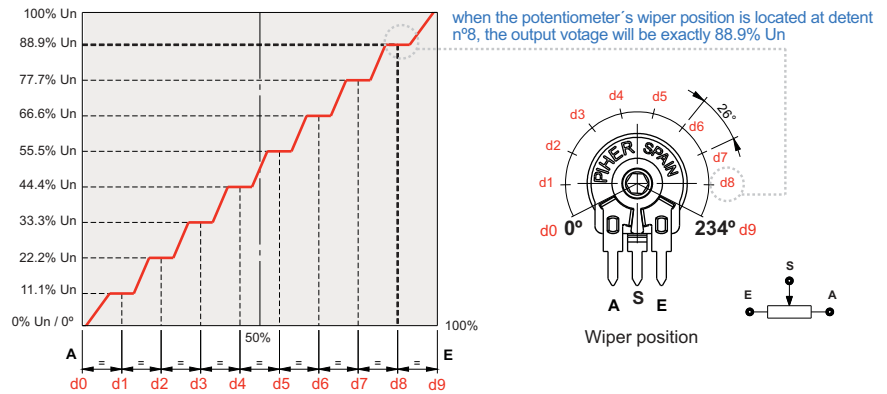 100% Un
88.9% Un
77.7% Un
66.6% Un
55.5% Un
44.4% Un
33.3% Un
22.2% Un
11.1% Un
0% Un / 0º
50%
100%
A
E
= = = = = = = = =
d0 d1 d2 d3 d4 d5 d6 d7 d8 d9
when the potentiometer´s wiper position is located at detent
nº8, the output votage will be exactly 88.9% Un
d4 d5
d3 d6
26°
d2 d7
d1 d8
PIHER SPAIN
d0 0º 234º d9
A S E
Wiper position
S
E A